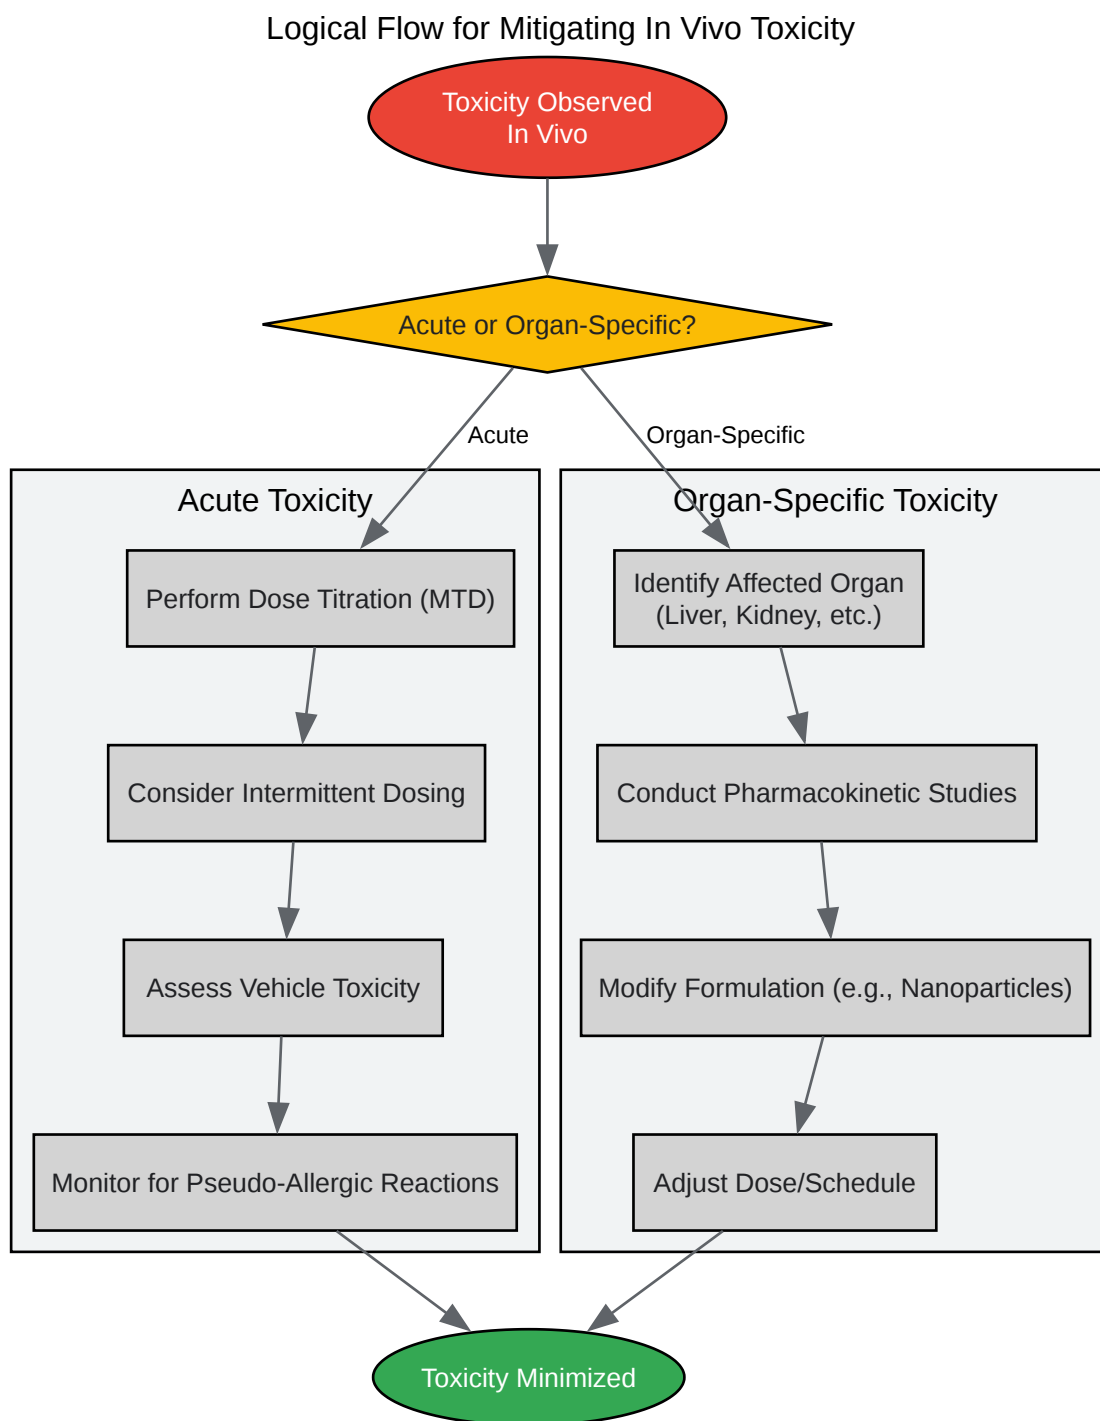 Logical Flow for Mitigating In Vivo Toxicity
Toxicity Observed
In Vivo
Acute or Organ-Specific?
Acute
Organ-Specific
Acute Toxicity
Perform Dose Titration (MTD)
Consider Intermittent Dosing
Assess Vehicle Toxicity
Monitor for Pseudo-Allergic Reactions
Organ-Specific Toxicity
Identify Affected Organ
(Liver, Kidney, etc.)
Conduct Pharmacokinetic Studies
Modify Formulation (e.g., Nanoparticles)
Adjust Dose/Schedule
Toxicity Minimized